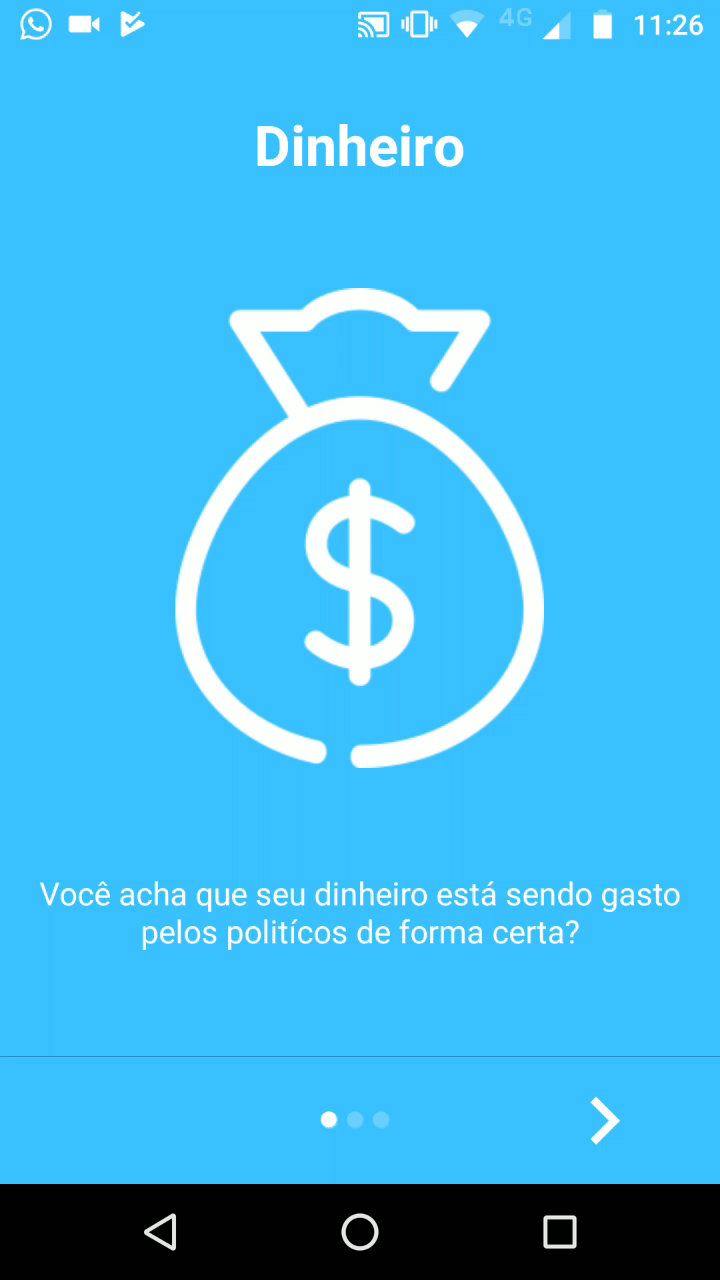 4G 11:26
Dinheiro
$
Você acha que seu dinheiro está sendo gasto
pelos politícos de forma certa?